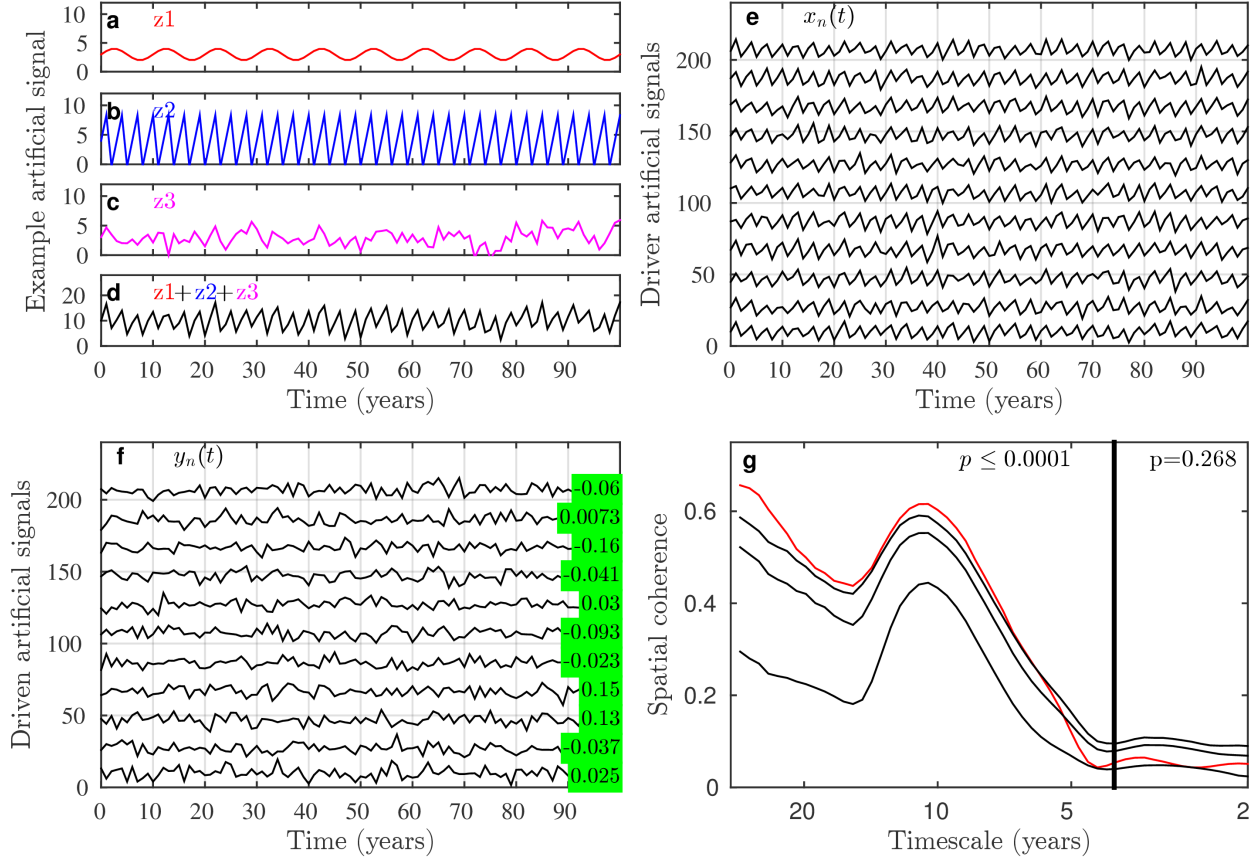 a z1
Example artificial signal
10
5
0
b z2
10
5
0
c z3
10
5
0
d z1+z2+z3
20
10
0
0 10 20 30 40 50 60 70 80 90
Time (years)
e x_n(t)
Driver artificial signals
200
150
100
50
0
0 10 20 30 40 50 60 70 80 90
Time (years)
f y_n(t)
Driven artificial signals
200
150
100
50
0
-0.06
0.0073
-0.16
-0.041
0.03
-0.093
-0.023
0.15
0.13
-0.037
0.025
0 10 20 30 40 50 60 70 80 90
Time (years)
g p ≤ 0.0001 p=0.268
Spatial coherence
0.6
0.4
0.2
0
20 10 5 2
Timescale (years)